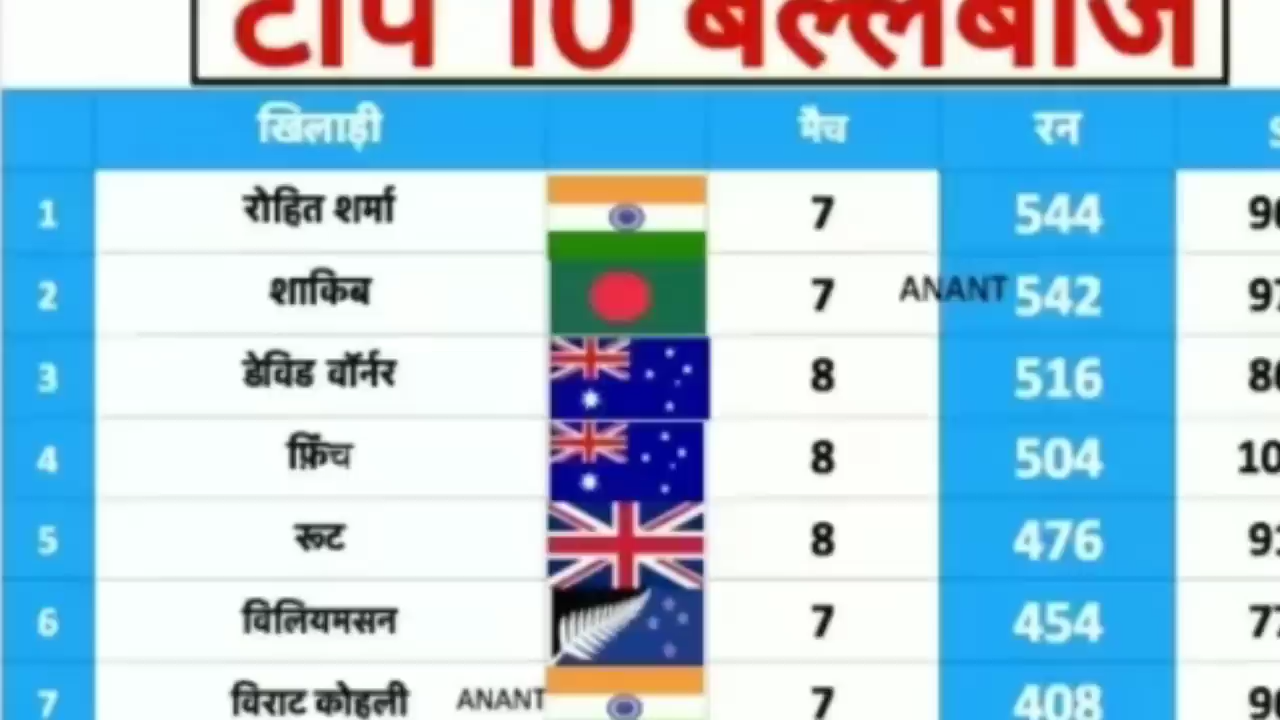 टॉप 10 बल्लेबाज
खिलाड़ी मैच रन
1 रोहित शर्मा 7 544
2 शाकिब 7 ANANT 542
3 डेविड वॉर्नर 8 516
4 फ़िंच 8 504
5 रूट 8 476
6 विलियमसन 7 454
7 विराट कोहली ANANT 7 408